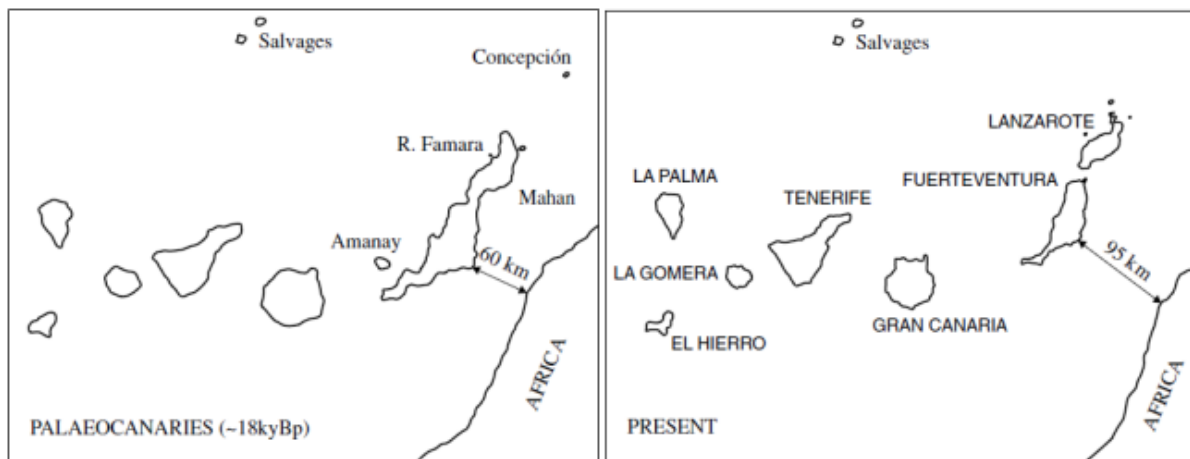 Salvages
Concepción
R. Famara
Mahan
Amanay
60 km
AFRICA
PALAEOCANARIES (~18kyBp)
Salvages
LANZAROTE
LA PALMA
FUERTEVENTURA
TENERIFE
95 km
LA GOMERA
GRAN CANARIA
EL HIERRO
AFRICA
PRESENT